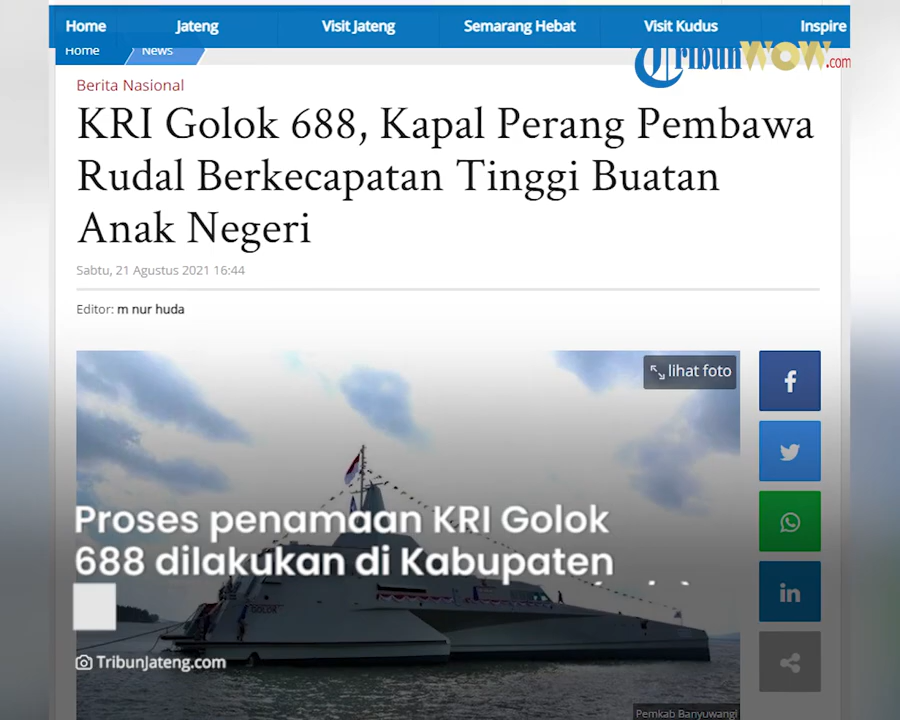 Home Jateng Visit Jateng Semarang Hebat Visit Kudus Inspire
Home News
TribunWOW.com
Berita Nasional
KRI Golok 688, Kapal Perang Pembawa
Rudal Berkecapatan Tinggi Buatan
Anak Negeri
Sabtu, 21 Agustus 2021 16:44
Editor: m nur huda
lihat foto
Proses penamaan KRI Golok
688 dilakukan di Kabupaten
GOLOK
TribunJateng.com
Pemkab Banyuwangi